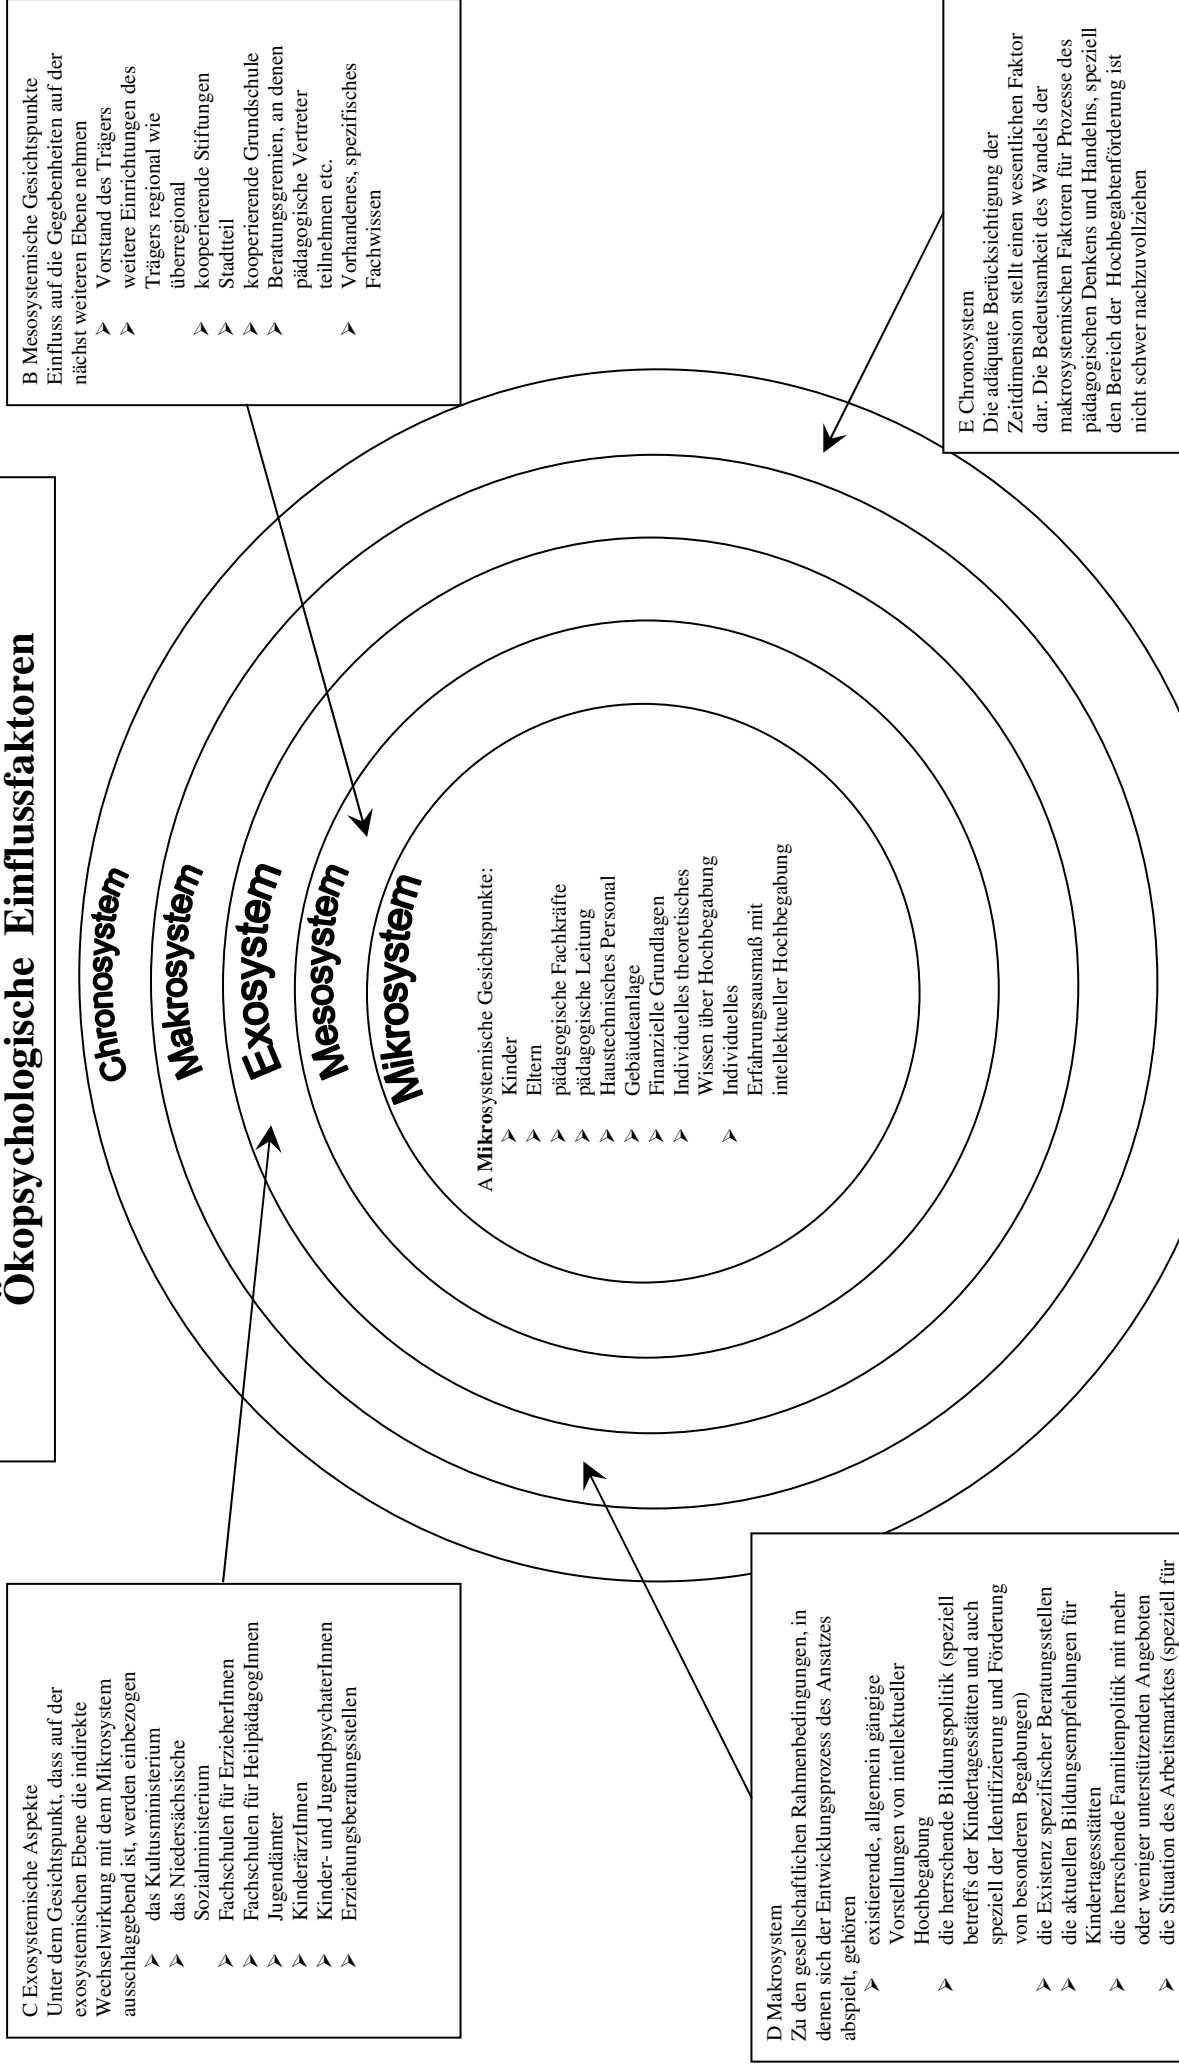 Ökopsychologische Einflussfaktoren
C Exosystemische Aspekte
Unter dem Gesichtspunkt, dass auf der
exosystemischen Ebene die indirekte
Wechselwirkung mit dem Mikrosystem
ausschlaggebend ist, werden einbezogen
➢ das Kultusministerium
➢ das Niedersächsische
Sozialministerium
➢ Fachschulen für ErzieherInnen
➢ Fachschulen für HeilpädagogInnen
➢ Jugendämter
➢ KinderärztInnen
➢ Kinder- und JugendpsychaterInnen
➢ Erziehungsberatungsstellen
B Mesosystemische Gesichtspunkte
Einfluss auf die Gegebenheiten auf der
nächst weiteren Ebene nehmen
➢ Vorstand des Trägers
➢ weitere Einrichtungen des
Trägers regional wie
überregional
➢ kooperierende Stiftungen
➢ Stadtteil
➢ kooperierende Grundschule
➢ Beratungsgremien, an denen
pädagogische Vertreter
teilnehmen etc.
➢ Vorhandenes, spezifisches
Fachwissen
Chronosystem
Makrosystem
Exosystem
Mesosystem
Mikrosystem
A Mikrosystemische Gesichtspunkte:
➢ Kinder
➢ Eltern
➢ pädagogische Fachkräfte
➢ pädagogische Leitung
➢ Haustechnisches Personal
➢ Gebäudeanlage
➢ Finanzielle Grundlagen
➢ Individuelles theoretisches
Wissen über Hochbegabung
➢ Individuelles
Erfahrungsausmaß mit
intellektueller Hochbegabung
D Makrosystem
Zu den gesellschaftlichen Rahmenbedingungen, in
denen sich der Entwicklungsprozess des Ansatzes
abspielt, gehören
➢ existierende, allgemein gängige
Vorstellungen von intellektueller
Hochbegabung
➢ die herrschende Bildungspolitik (speziell
betreffs der Kindertagesstätten und auch
speziell der Identifizierung und Förderung
von besonderen Begabungen)
➢ die Existenz spezifischer Beratungsstellen
➢ die aktuellen Bildungsempfehlungen für
Kindertagesstätten
➢ die herrschende Familienpolitik mit mehr
oder weniger unterstützenden Angeboten
➢ die Situation des Arbeitsmarktes (speziell für
E Chronosystem
Die adäquate Berücksichtigung der
Zeitdimension stellt einen wesentlichen Faktor
dar. Die Bedeutsamkeit des Wandels der
makrosystemischen Faktoren für Prozesse des
pädagogischen Denkens und Handelns, speziell
den Bereich der Hochbegabtenförderung ist
nicht schwer nachzuvollziehen